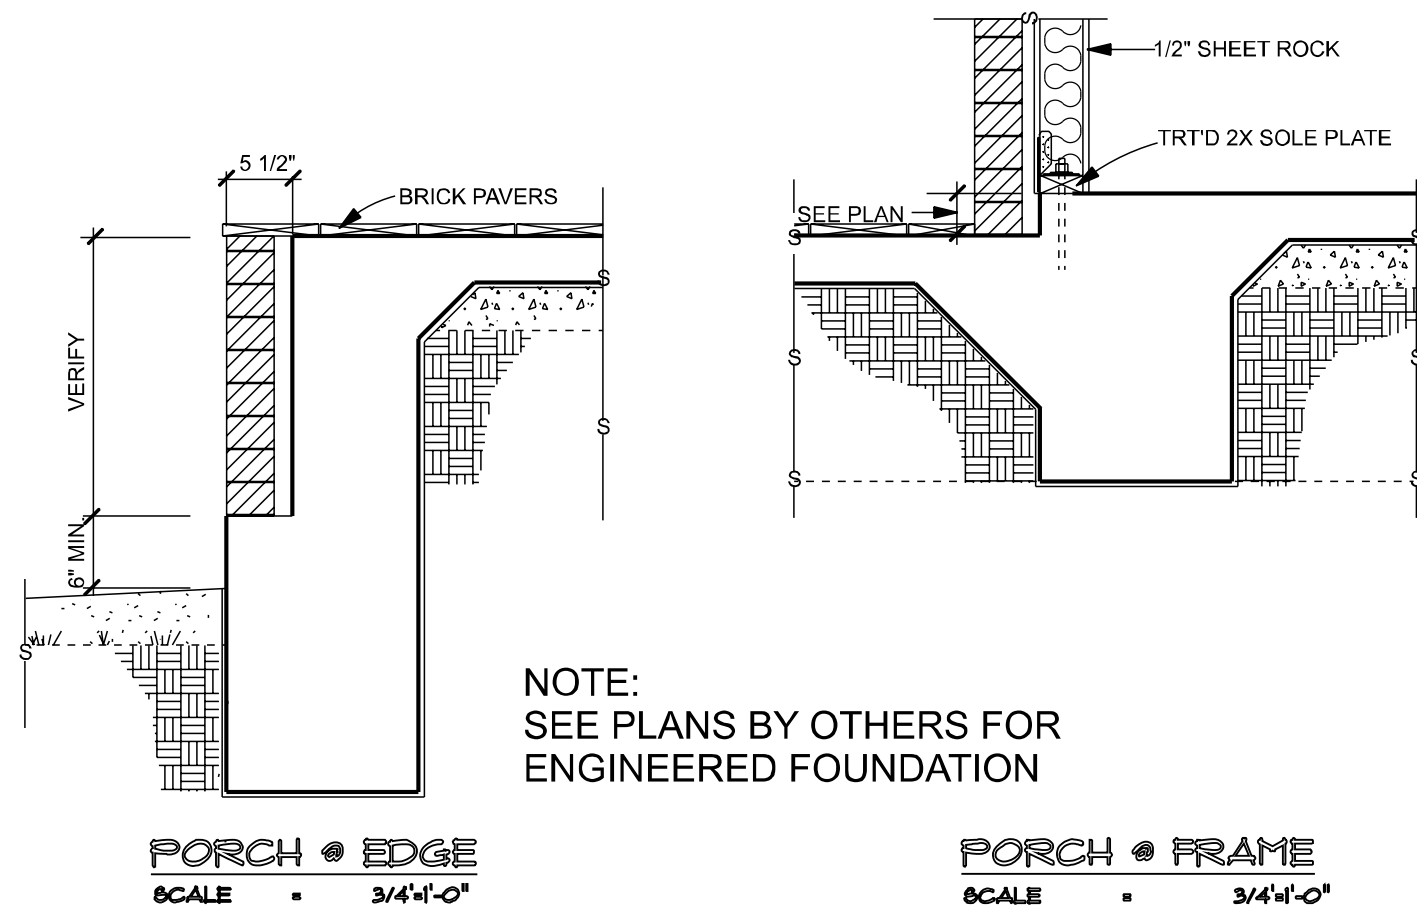 5 1/2"
BRICK PAVERS
VERIFY
6" MIN.
S
S
S
1/2" SHEET ROCK
TRT'D 2X SOLE PLATE
SEE PLAN
S
S
S
S
S
S
S
NOTE:
SEE PLANS BY OTHERS FOR
ENGINEERED FOUNDATION
PORCH @ EDGE
SCALE = 3/4"=1'-0"
PORCH @ FRAME
SCALE = 3/4"=1'-0"